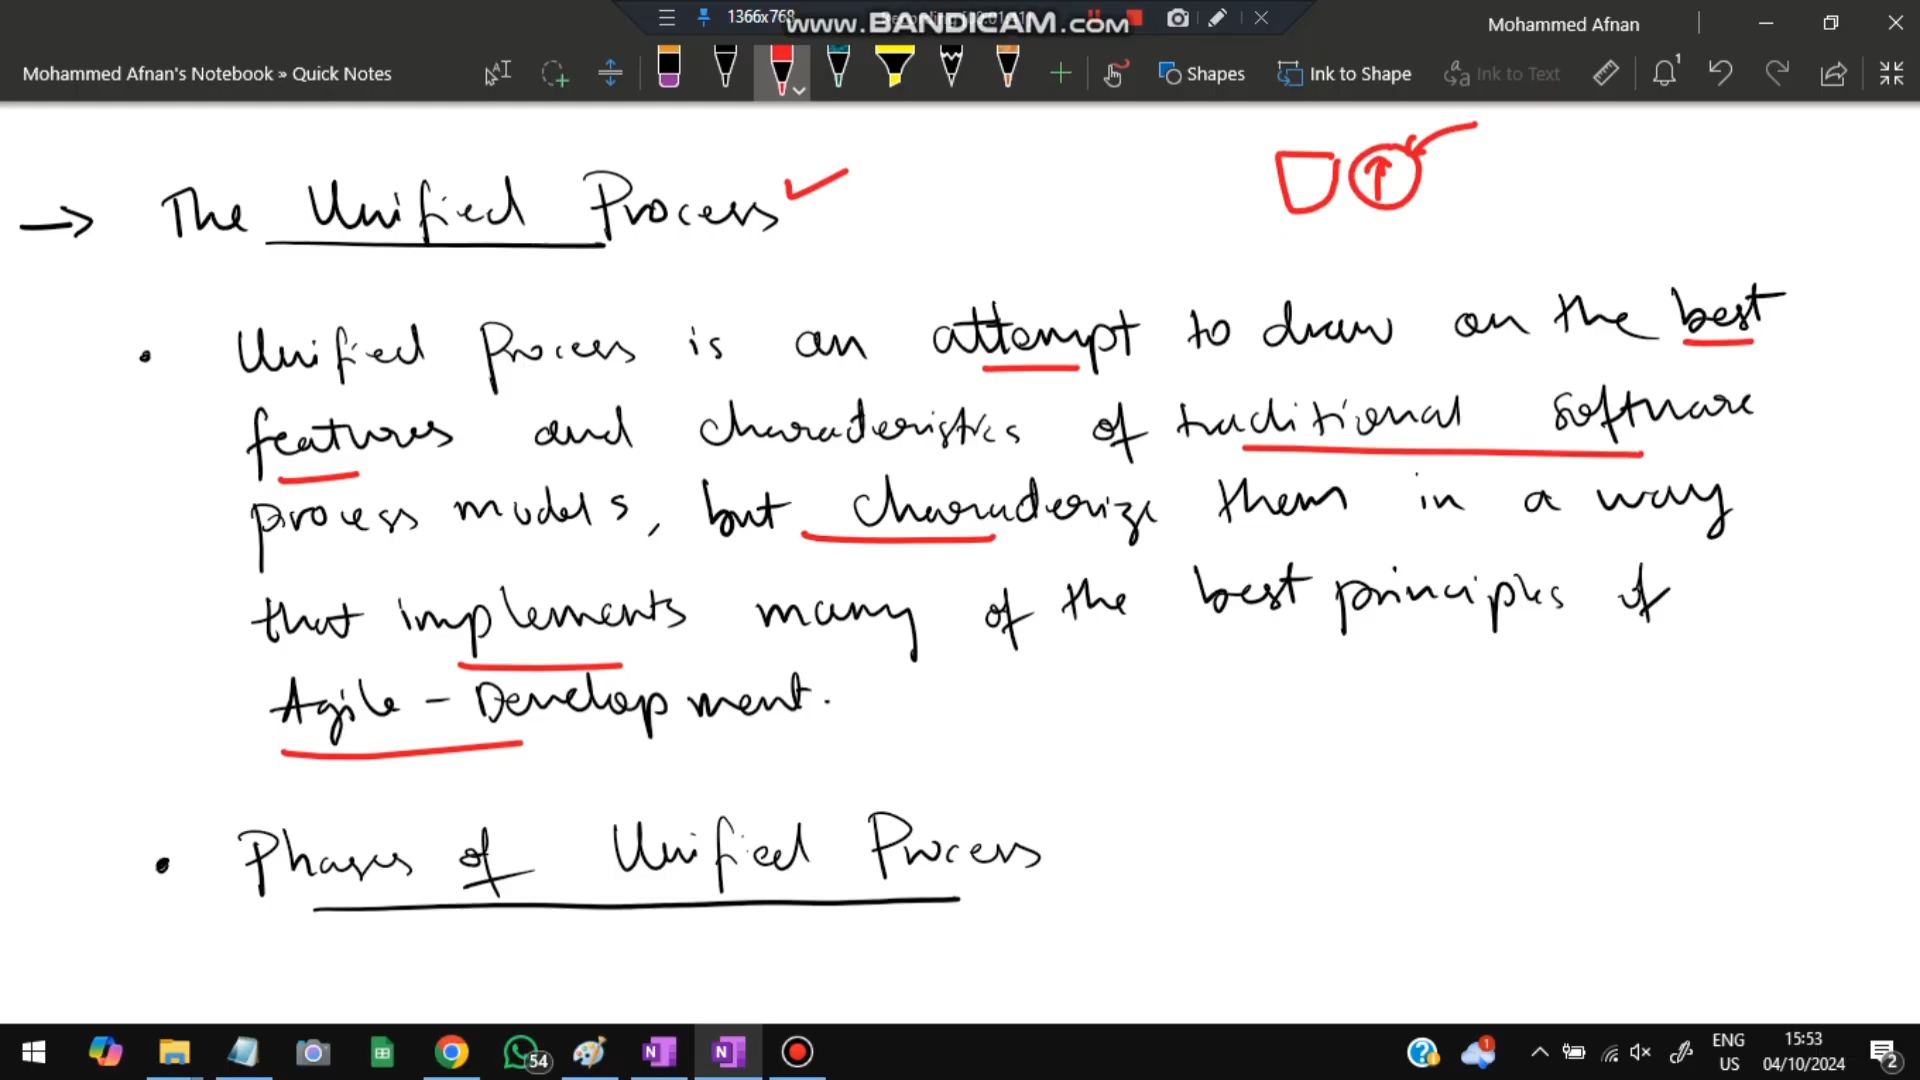 1366x768
www.BANDICAM.com
Mohammed Afnan
Mohammed Afnan's Notebook » Quick Notes
Shapes
Ink to Shape
Ink to Text
1
→ The Unified Process
• Unified Process is an attempt to draw on the best
features and characteristics of traditional software
process models, but characterize them in a way
that implements many of the best principles of
Agile - Development.
• Phases of Unified Process
54
1
ENG
US
15:53
04/10/2024
2